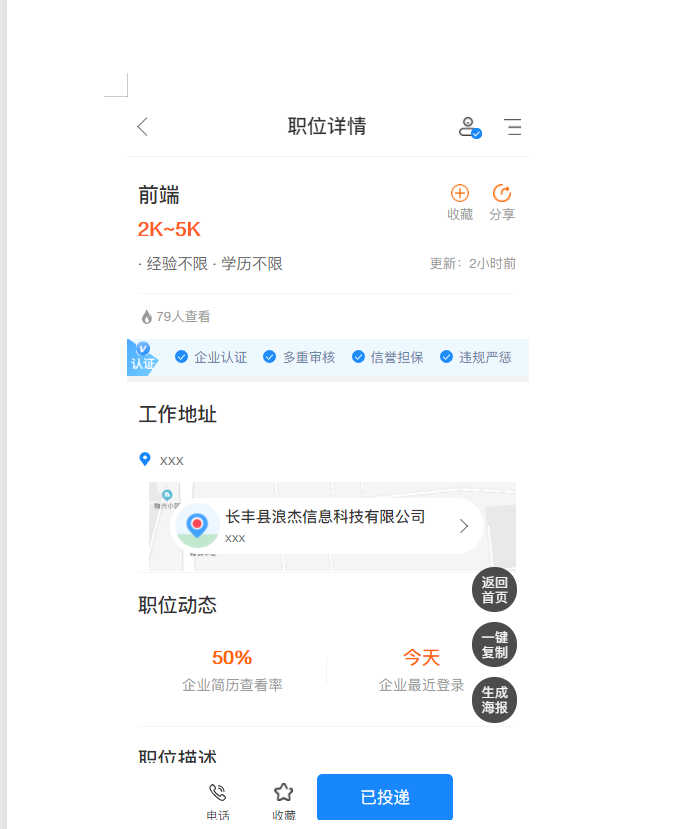 职位详情
前端
收藏
分享
2K~5K
· 经验不限 · 学历不限
更新：2小时前
79人查看
认证
企业认证
多重审核
信誉担保
违规严惩
工作地址
xxx
长丰县浪杰信息科技有限公司
xxx
职位动态
返回
首页
50%
今天
企业简历查看率
企业最近登录
一键
复制
生成
海报
职位描述
电话
收藏
已投递